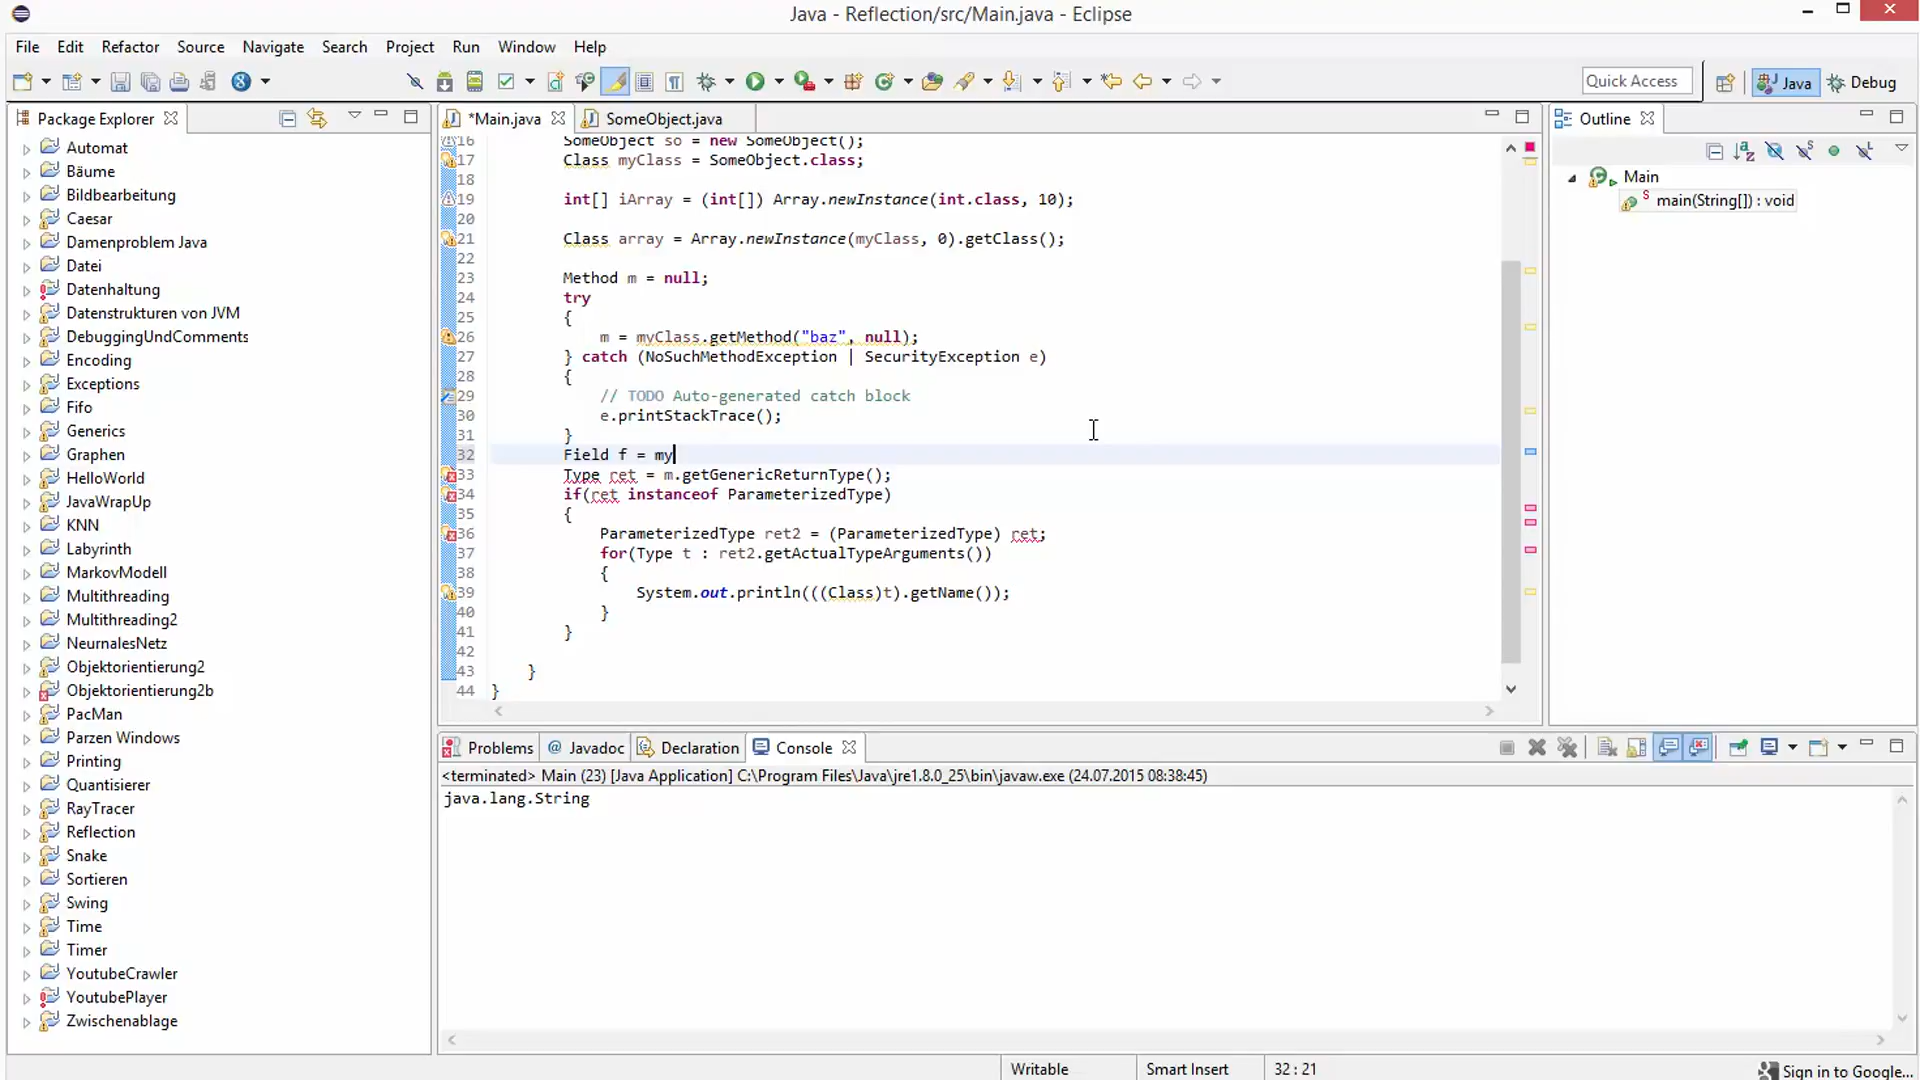 Java - Reflection/src/Main.java - Eclipse
File Edit Refactor Source Navigate Search Project Run Window Help
Quick Access
Java
Debug
Package Explorer
Automat
Bäume
Bildbearbeitung
Caesar
Damenproblem Java
Datei
Datenhaltung
Datenstrukturen von JVM
DebuggingUndComments
Encoding
Exceptions
Fifo
Generics
Graphen
HelloWorld
JavaWrapUp
KNN
Labyrinth
MarkovModell
Multithreading
Multithreading2
NeurnalesNetz
Objektorientierung2
Objektorientierung2b
PacMan
Parzen Windows
Printing
Quantisierer
RayTracer
Reflection
Snake
Sortieren
Swing
Time
Timer
YoutubeCrawler
YoutubePlayer
Zwischenablage
*Main.java
SomeObject.java
16 SomeObject so = new SomeObject();
17 Class myClass = SomeObject.class;
18
19 int[] iArray = (int[]) Array.newInstance(int.class, 10);
20
21 Class array = Array.newInstance(myClass, 0).getClass();
22
23 Method m = null;
24 try
25 {
26 m = myClass.getMethod("baz", null);
27 } catch (NoSuchMethodException | SecurityException e)
28 {
29 // TODO Auto-generated catch block
30 e.printStackTrace();
31 }
32 Field f = my
33 Type ret = m.getGenericReturnType();
34 if(ret instanceof ParameterizedType)
35 {
36 ParameterizedType ret2 = (ParameterizedType) ret;
37 for(Type t : ret2.getActualTypeArguments())
38 {
39 System.out.println(((Class)t).getName());
40 }
41 }
42
43 }
44 }
Outline
Main
main(String[]) : void
Problems
@ Javadoc
Declaration
Console
<terminated> Main (23) [Java Application] C:\Program Files\Java\jre1.8.0_25\bin\javaw.exe (24.07.2015 08:38:45)
java.lang.String
Writable
Smart Insert
32 : 21
Sign in to Google...